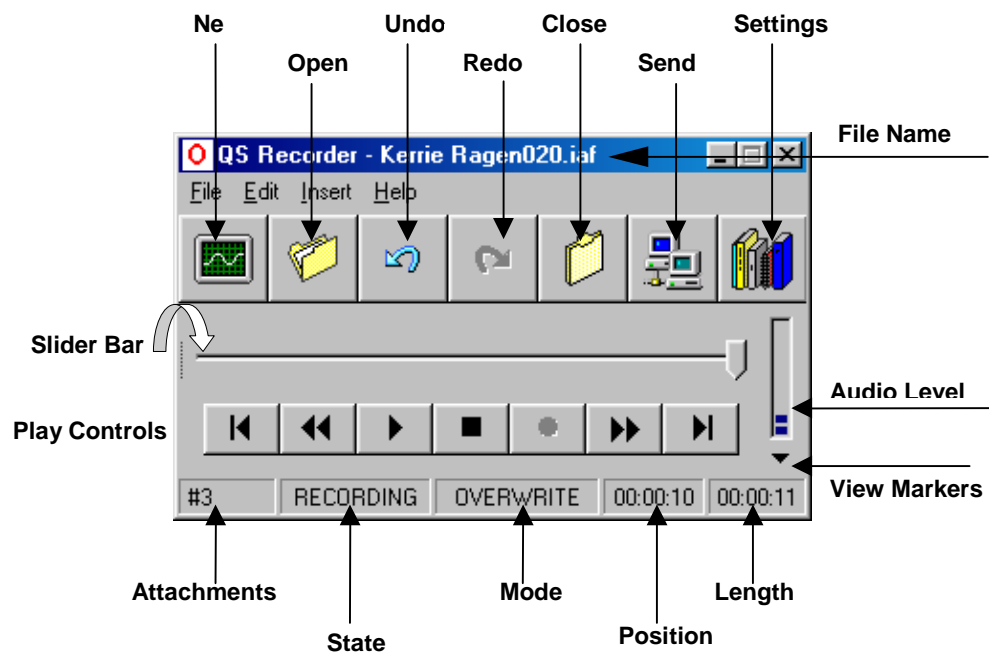 Ne Undo Close Settings
Open Redo Send
File Name
O QS Recorder - Kerrie Ragen020.iaf
File Edit Insert Help
Slider Bar
Audio Level
Play Controls
View Markers
#3 RECORDING OVERWRITE 00:00:10 00:00:11
Attachments Mode Length
State Position